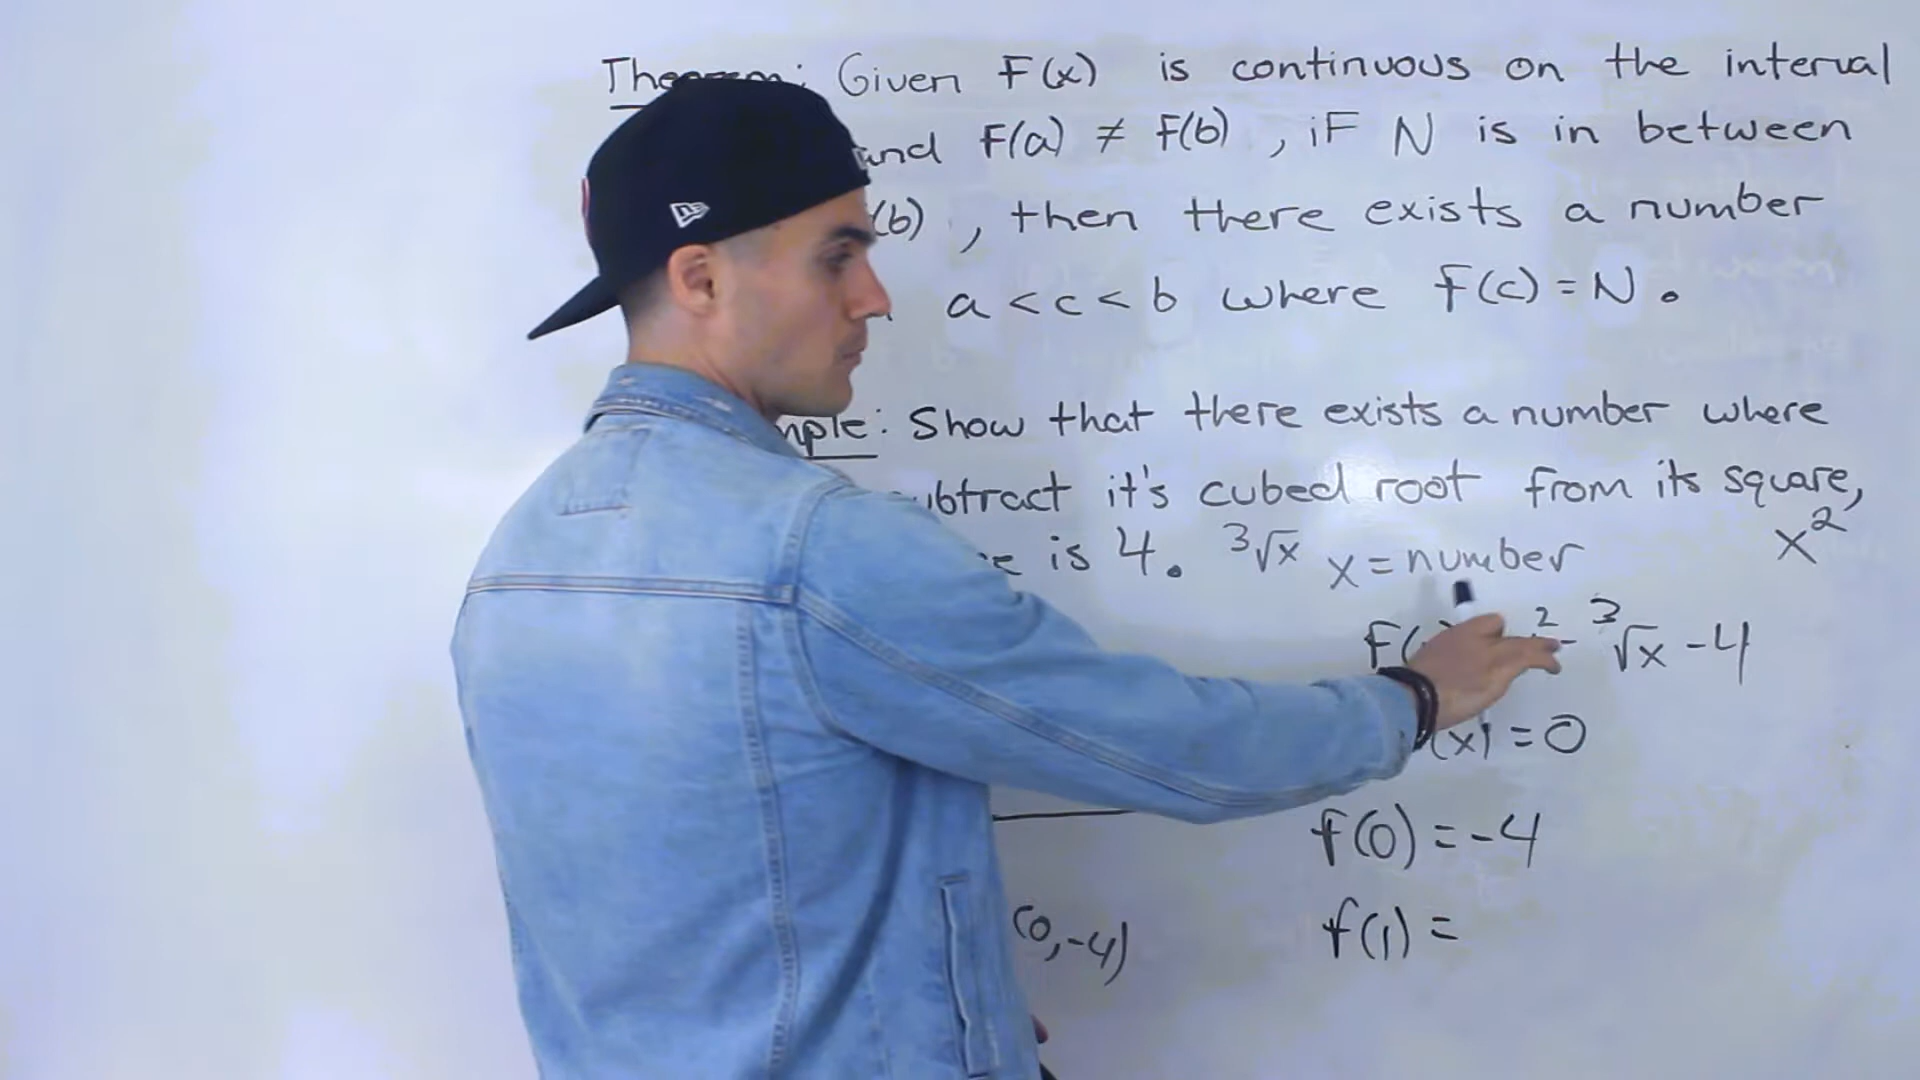 Theorem: Given F(x) is continuous on the interval
and F(a) ≠ F(b), iF N is in between
(b), then there exists a number
a < c < b where F(c) = N.
mple: Show that there exists a number where
ubtract it's cubed root from its square,
is 4. ³√x x = number x²
F( ² - ³√x - 4
(x) = 0
f(0) = -4
(0, -4)
f(1) =